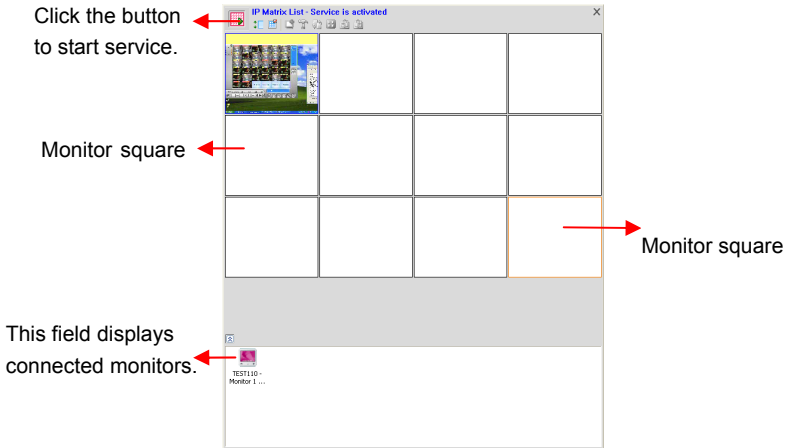 Click the button
to start service.
IP Matrix List - Service is activated
Monitor square
Monitor square
This field displays
connected monitors.
TEST110 -
Monitor 1 ...